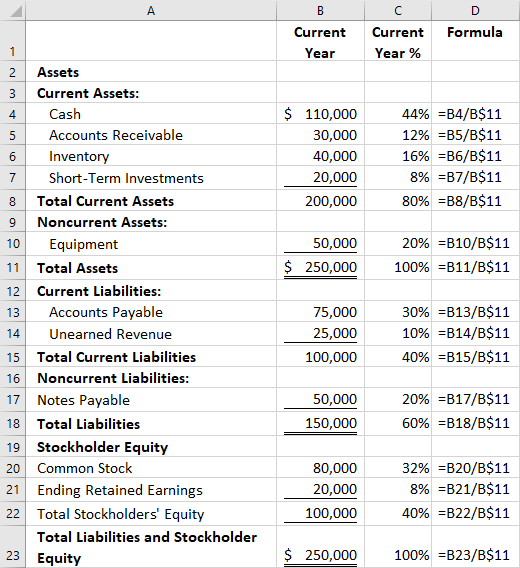 A B C D
1 Current Year Current Year % Formula
2 Assets
3 Current Assets:
4 Cash $ 110,000 44% =B4/B$11
5 Accounts Receivable 30,000 12% =B5/B$11
6 Inventory 40,000 16% =B6/B$11
7 Short-Term Investments 20,000 8% =B7/B$11
8 Total Current Assets 200,000 80% =B8/B$11
9 Noncurrent Assets:
10 Equipment 50,000 20% =B10/B$11
11 Total Assets $ 250,000 100% =B11/B$11
12 Current Liabilities:
13 Accounts Payable 75,000 30% =B13/B$11
14 Unearned Revenue 25,000 10% =B14/B$11
15 Total Current Liabilities 100,000 40% =B15/B$11
16 Noncurrent Liabilities:
17 Notes Payable 50,000 20% =B17/B$11
18 Total Liabilities 150,000 60% =B18/B$11
19 Stockholder Equity
20 Common Stock 80,000 32% =B20/B$11
21 Ending Retained Earnings 20,000 8% =B21/B$11
22 Total Stockholders' Equity 100,000 40% =B22/B$11
Total Liabilities and Stockholder
23 Equity $ 250,000 100% =B23/B$11